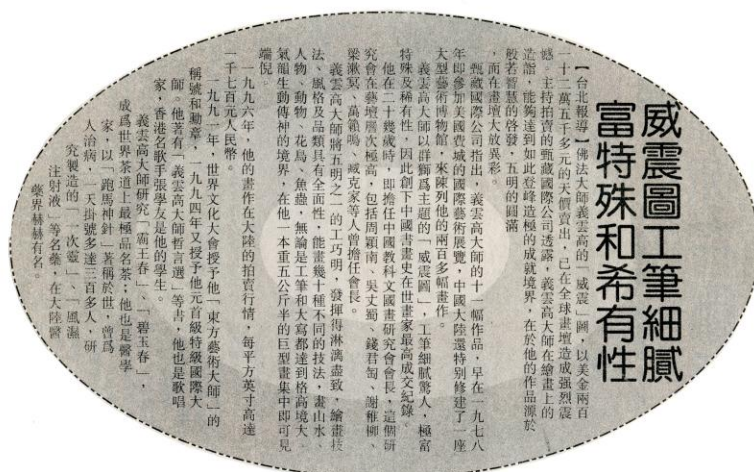 威震圖工筆細膩
富特殊和希有性
【台北報導】佛法大師義雲高的「威震」圖，以美金兩百
一十二萬五千多元的天價賣出，已在全球畫壇造成强烈震
憾。主持拍賣的甄藏國際公司透露，義雲高大師在繪畫上的
造詣，能夠達到如此登峰造極的成就境界，在於他的作品源於
般若智慧的啓發，五明的圓滿
，而在畫壇大放異彩。
甄藏國際公司指出，義雲高大師的十一幅作品，早在一九七八
年即參加美國費城的國際藝術展覽，中國大陸還特別修建了一座
大型藝術博物館，來陳列他的兩百多幅畫作。
義雲高大師以群獅爲主題的「威震圖」，工筆細膩驚人，極富
特殊及稀有性，因此創下中國書畫史在世畫家最高成交紀錄。
他在二十幾歲時，即擔任中國教科文國畫研究會會長，這個研
究會在藝壇層次極高，包括周穎南、吳丈蜀、錢君匋、謝稚柳、
梁漱冥、萬籟鳴、臧克家等人曾擔任會長。
義雲高大師將五明之一的工巧明，發揮得淋漓盡致，繪畫技
法、風格及品類具有全面性，能畫幾十種不同的技法，畫山水、
人物、動物、花鳥、魚蟲，無論是工筆和大寫都達到格高境大、
氣韻生動傳神的境界，在他一本重五公斤半的巨型畫集中即可見
端倪。
一九九六年，他的畫作在大陸的拍賣行情，每平方英寸高達
一千七百元人民幣。
一九九一年，世界文化大會授予他「東方藝術大師」的
稱號和勳章，一九九四年又授予他元首級特級國際大
師。他著有「義雲高大師哲言選」等書，他也是歌唱
家，香港名歌手張學友是他的學生。
義雲高大師研究「霸王春」、「碧玉春」，
成爲世界茶道上最極品名茶；他也是醫學
家，以「跑馬神針」著稱於世，曾爲
人治病，一天掛號多達三百多人，研
究製造的「一次靈」、「風濕
注射液」等名藥，在大陸醫
藥界赫赫有名。